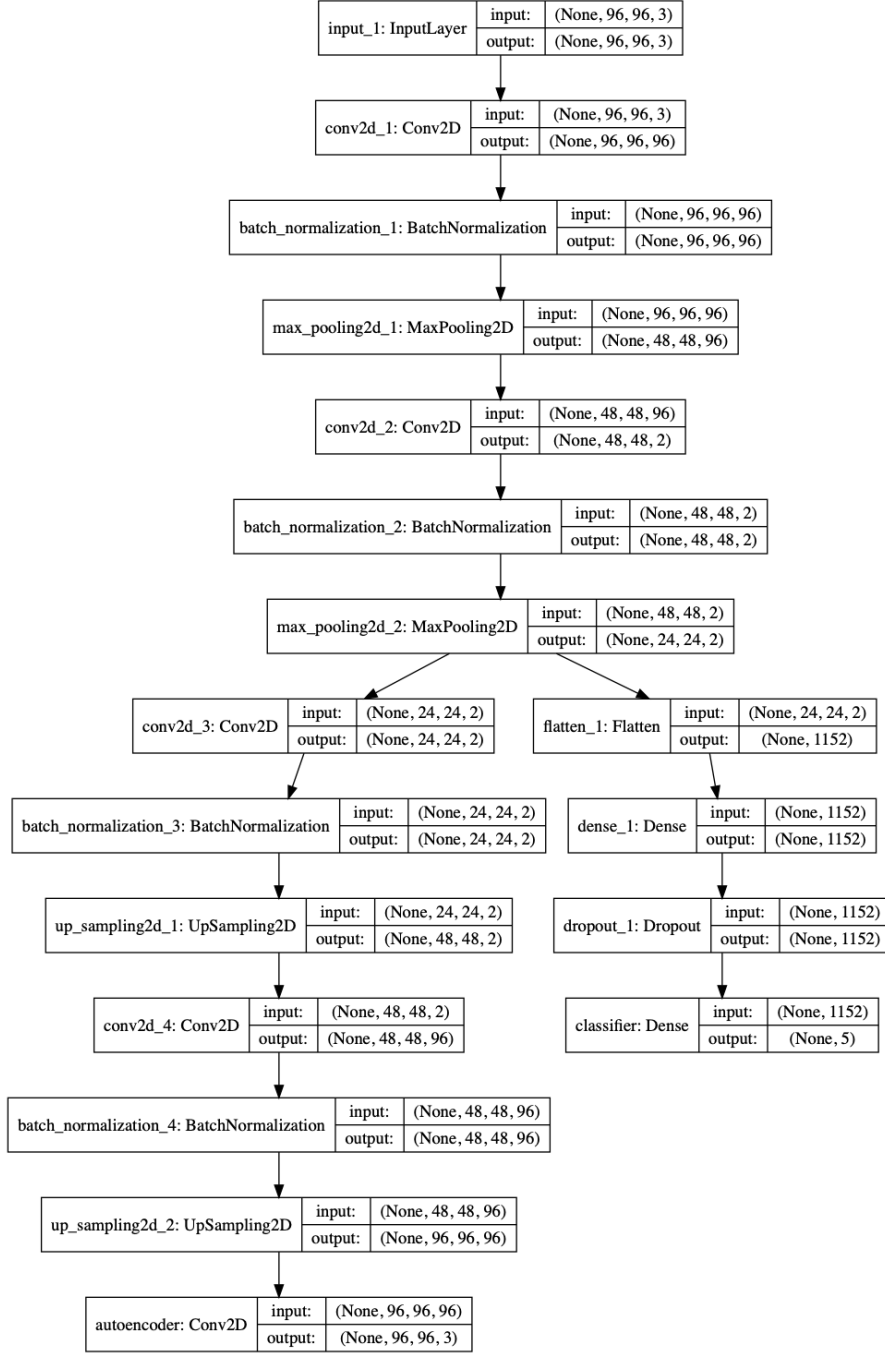 input_1: InputLayer input: (None, 96, 96, 3)
output: (None, 96, 96, 3)
conv2d_1: Conv2D input: (None, 96, 96, 3)
output: (None, 96, 96, 96)
batch_normalization_1: BatchNormalization input: (None, 96, 96, 96)
output: (None, 96, 96, 96)
max_pooling2d_1: MaxPooling2D input: (None, 96, 96, 96)
output: (None, 48, 48, 96)
conv2d_2: Conv2D input: (None, 48, 48, 96)
output: (None, 48, 48, 2)
batch_normalization_2: BatchNormalization input: (None, 48, 48, 2)
output: (None, 48, 48, 2)
max_pooling2d_2: MaxPooling2D input: (None, 48, 48, 2)
output: (None, 24, 24, 2)
conv2d_3: Conv2D input: (None, 24, 24, 2)
output: (None, 24, 24, 2)
flatten_1: Flatten input: (None, 24, 24, 2)
output: (None, 1152)
batch_normalization_3: BatchNormalization input: (None, 24, 24, 2)
output: (None, 24, 24, 2)
dense_1: Dense input: (None, 1152)
output: (None, 1152)
up_sampling2d_1: UpSampling2D input: (None, 24, 24, 2)
output: (None, 48, 48, 2)
dropout_1: Dropout input: (None, 1152)
output: (None, 1152)
conv2d_4: Conv2D input: (None, 48, 48, 2)
output: (None, 48, 48, 96)
classifier: Dense input: (None, 1152)
output: (None, 5)
batch_normalization_4: BatchNormalization input: (None, 48, 48, 96)
output: (None, 48, 48, 96)
up_sampling2d_2: UpSampling2D input: (None, 48, 48, 96)
output: (None, 96, 96, 96)
autoencoder: Conv2D input: (None, 96, 96, 96)
output: (None, 96, 96, 3)